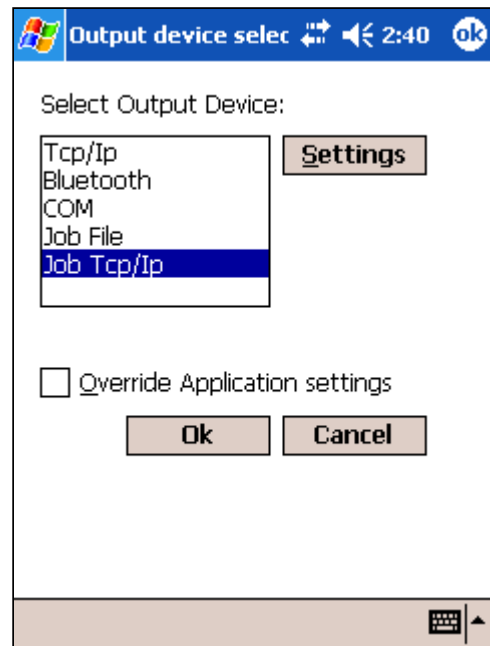 Output device selec 2:40 ok
Select Output Device:
Tcp/Ip
Settings
Bluetooth
COM
Job File
Job Tcp/Ip
Override Application settings
Ok Cancel